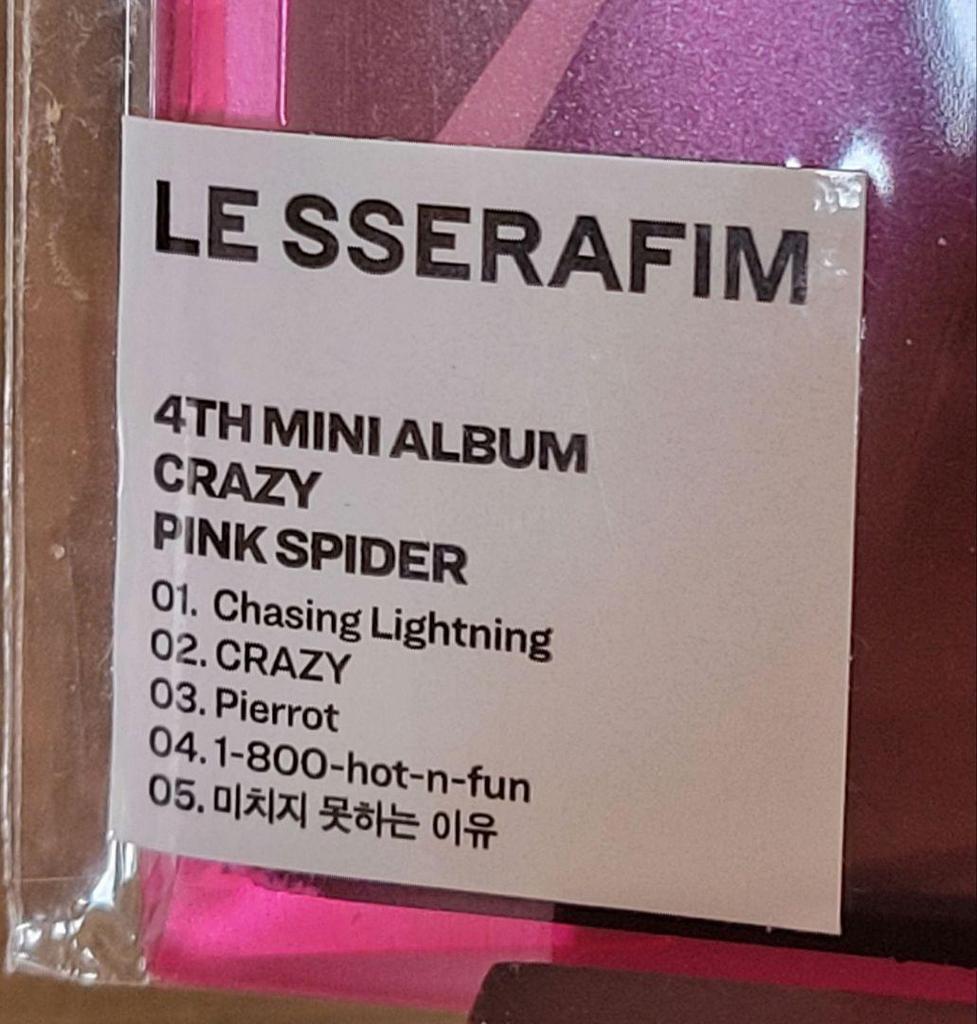 LE SSERAFIM
4TH MINI ALBUM
CRAZY
PINK SPIDER
01. Chasing Lightning
02. CRAZY
03. Pierrot
04. 1-800-hot-n-fun
05. 미치지 못하는 이유